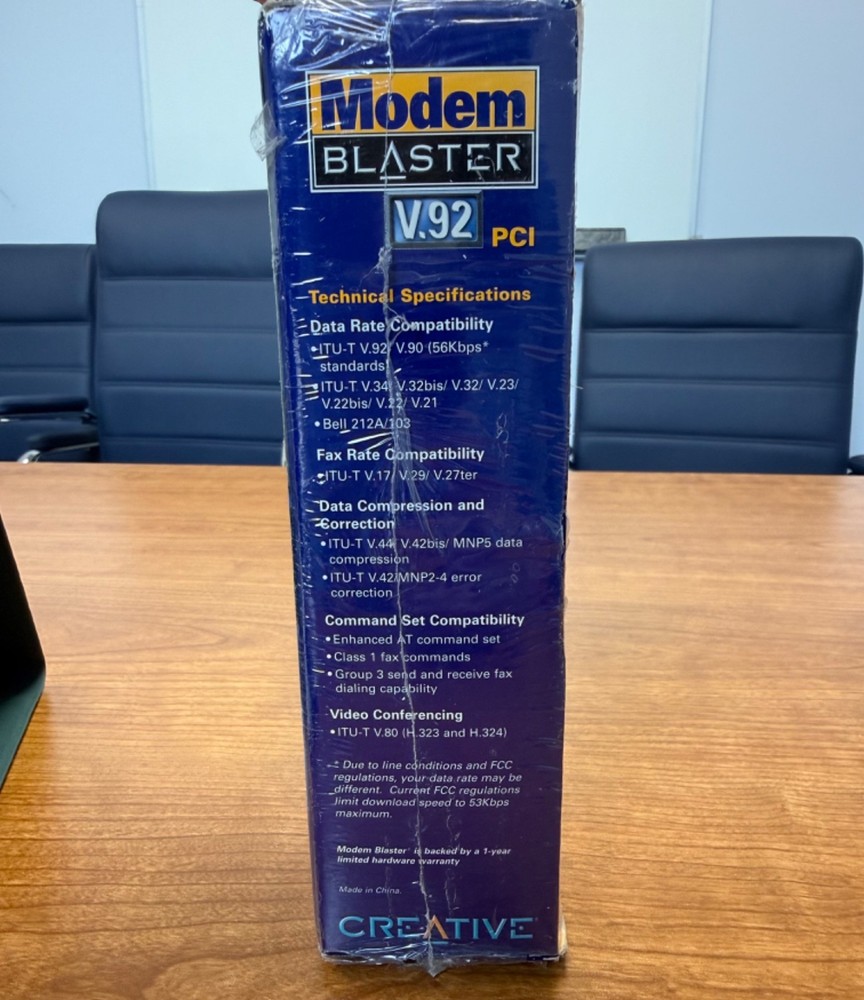 Modem
BLASTER
V.92 PCI
Technical Specifications
Data Rate Compatibility
•ITU-T V.92/ V.90 (56Kbps*
standards)
•ITU-T V.34/ V.32bis/ V.32/ V.23/
V.22bis/ V.22/ V.21
•Bell 212A/103
Fax Rate Compatibility
•ITU-T V.17/ V.29/ V.27ter
Data Compression and
Correction
•ITU-T V.44/ V.42bis/ MNP5 data
compression
•ITU-T V.42/MNP2-4 error
correction
Command Set Compatibility
•Enhanced AT command set
•Class 1 fax commands
•Group 3 send and receive fax
dialing capability
Video Conferencing
•ITU-T V.80 (H.323 and H.324)
* Due to line conditions and FCC
regulations, your data rate may be
different. Current FCC regulations
limit download speed to 53Kbps
maximum.
Modem Blaster is backed by a 1-year
limited hardware warranty
Made in China.
CREATIVE